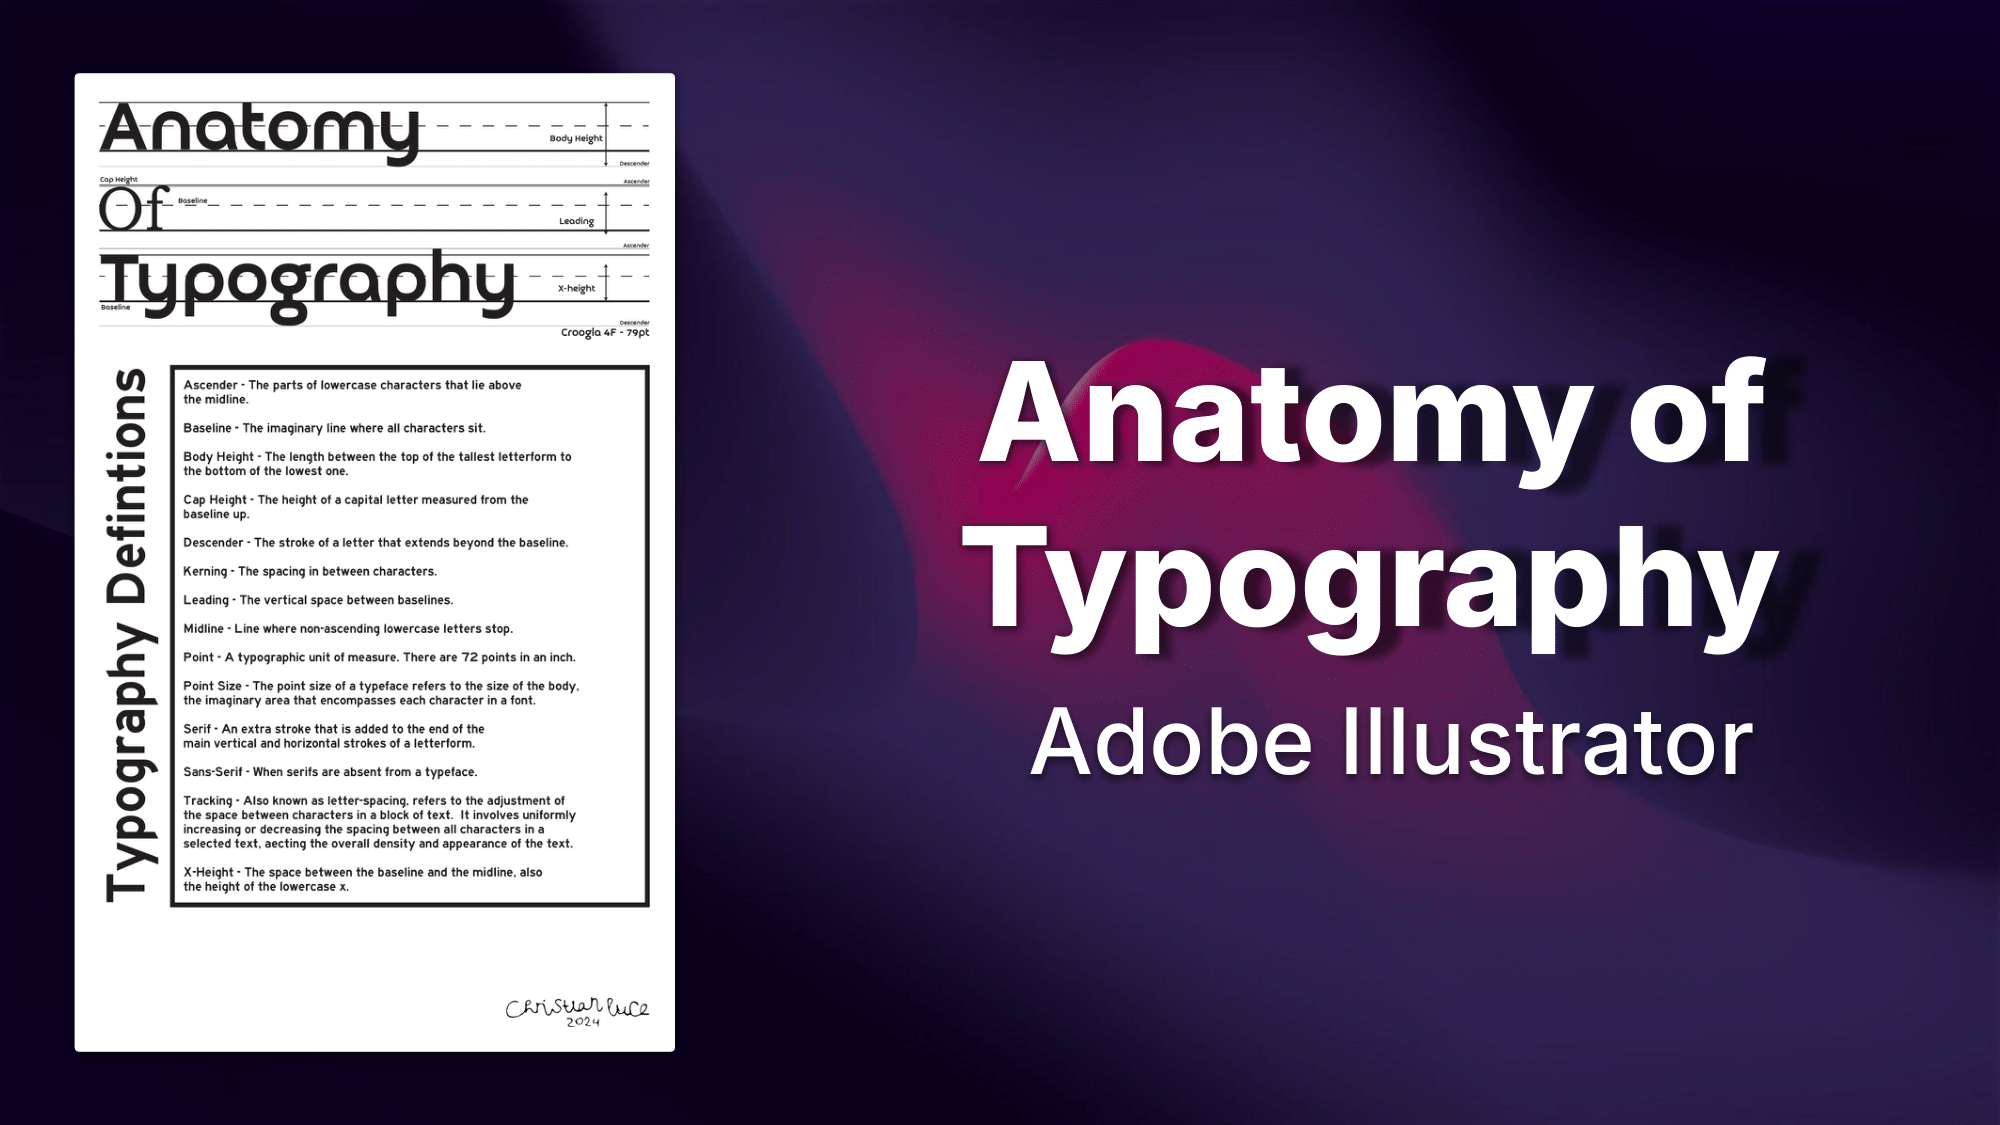 Anatomy
Body Height
Descender
Cap Height
Ascender
Of
Baseline
Leading
Ascender
Typography
X-height
Baseline
Descender
Croogla 4F - 79pt
Typography Defintions
Ascender - The parts of lowercase characters that lie above
the midline.
Baseline - The imaginary line where all characters sit.
Body Height - The length between the top of the tallest letterform to
the bottom of the lowest one.
Cap Height - The height of a capital letter measured from the
baseline up.
Descender - The stroke of a letter that extends beyond the baseline.
Kerning - The spacing in between characters.
Leading - The vertical space between baselines.
Midline - Line where non-ascending lowercase letters stop.
Point - A typographic unit of measure. There are 72 points in an inch.
Point Size - The point size of a typeface refers to the size of the body,
the imaginary area that encompasses each character in a font.
Serif - An extra stroke that is added to the end of the
main vertical and horizontal strokes of a letterform.
Sans-Serif - When serifs are absent from a typeface.
Tracking - Also known as letter-spacing, refers to the adjustment of
the space between characters in a block of text. It involves uniformly
increasing or decreasing the spacing between all characters in a
selected text, aecting the overall density and appearance of the text.
X-Height - The space between the baseline and the midline, also
the height of the lowercase x.
Christian Luce
2024
Anatomy of
Typography
Adobe Illustrator